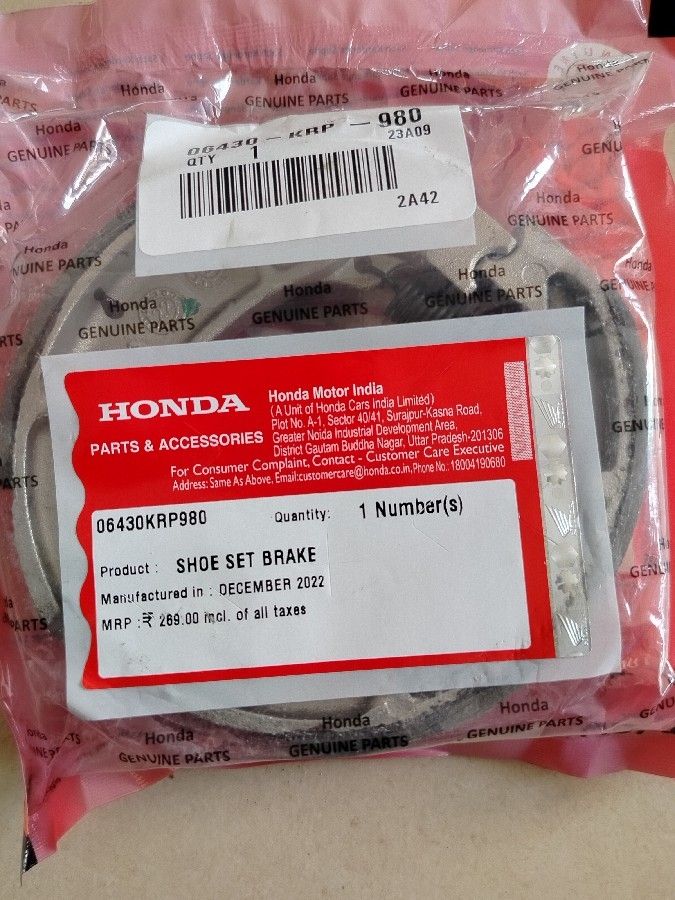 Honda
GENUINE PARTS
06430-KRP-980
23A09
QTY 1
2A42
HONDA
PARTS & ACCESSORIES
Honda Motor India
(A Unit of Honda Cars India Limited)
Plot No. A-1, Sector 40/41, Surajpur-Kasna Road,
Greater Noida Industrial Development Area,
District Gautam Buddha Nagar, Uttar Pradesh-201306
For Consumer Complaint, Contact - Customer Care Executive
Address: Same As Above, Email:customercare@honda.co.in,Phone No.: 18004190680
06430KRP980 Quantity: 1 Number(s)
Product : SHOE SET BRAKE
Manufactured in : DECEMBER 2022
MRP :₹ 269.00 incl. of all taxes
Honda
GENUINE PARTS
Honda
GENUINE PARTS
Honda
GENUINE PARTS